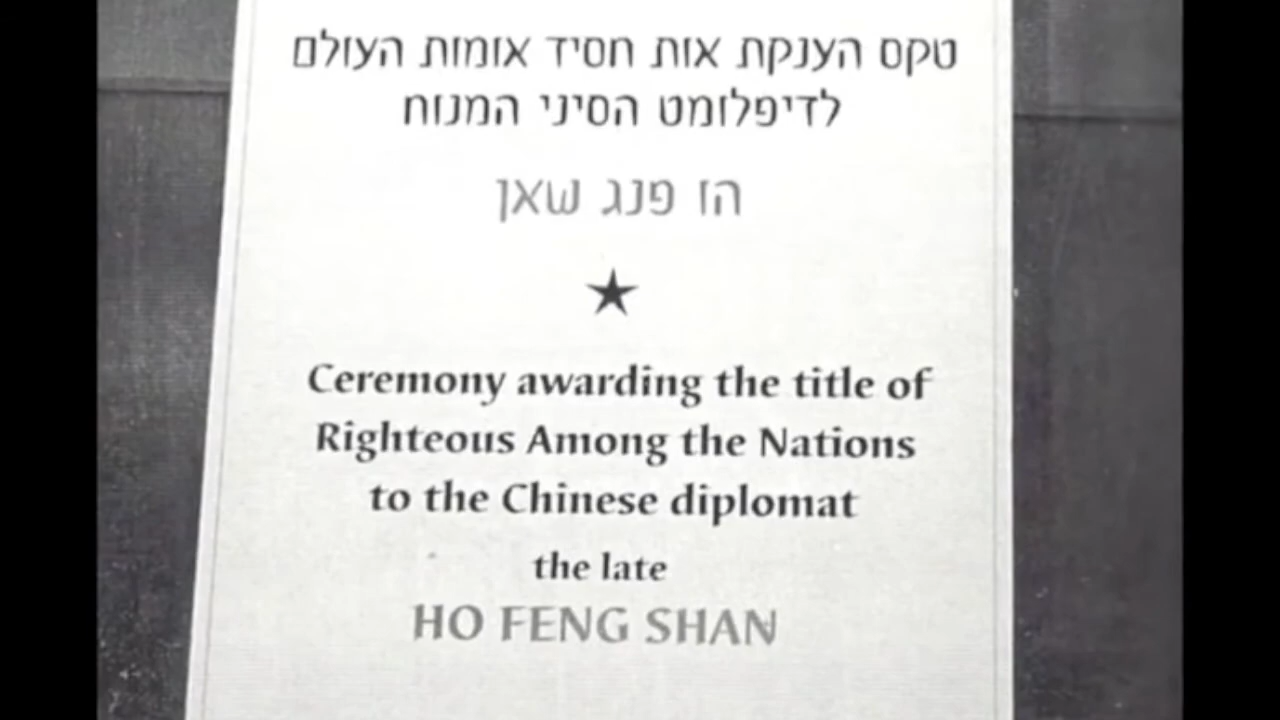 טקס הענקת אות חסיד אומות העולם
לדיפלומט הסיני המנוח
הז פנג שאן
Ceremony awarding the title of
Righteous Among the Nations
to the Chinese diplomat
the late
HO FENG SHAN